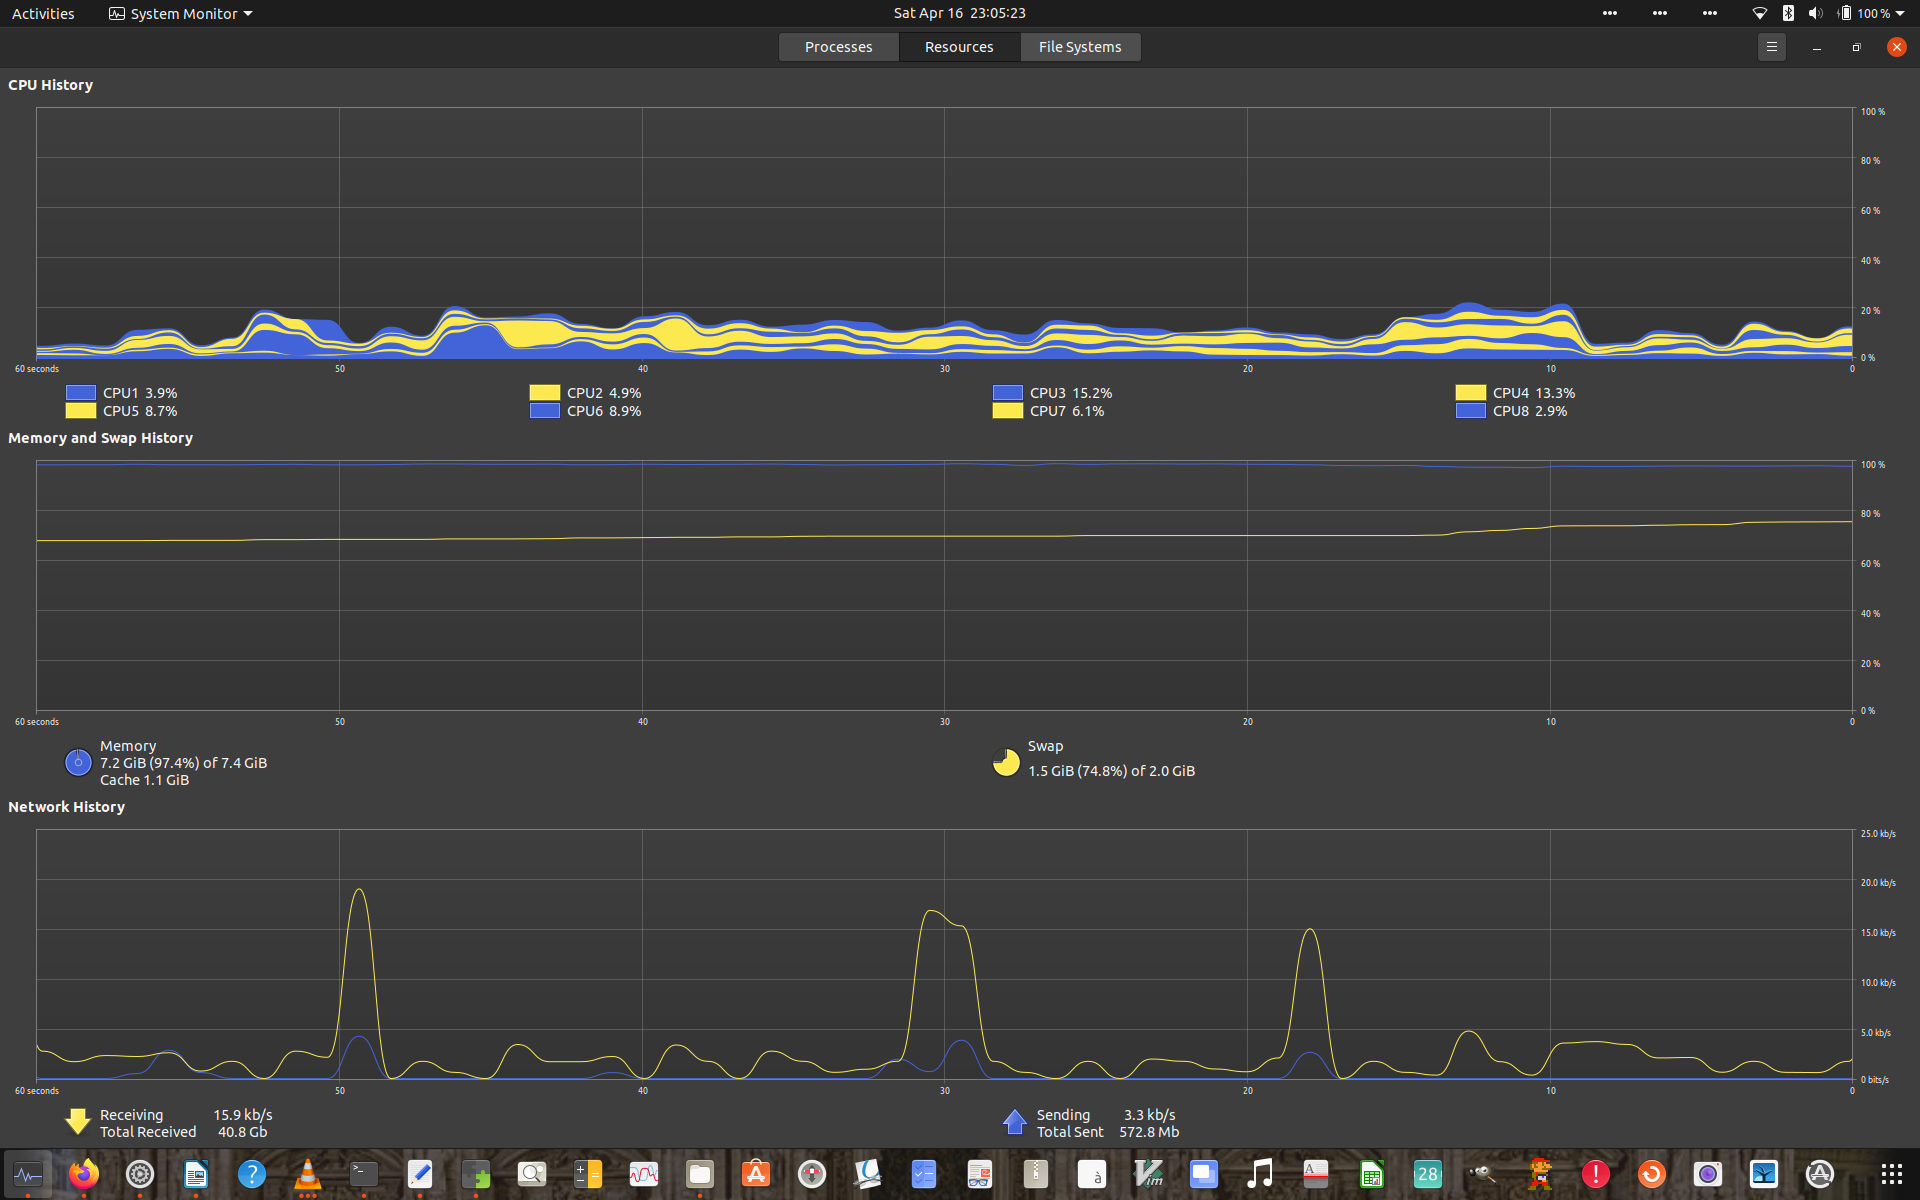 Activities System Monitor Sat Apr 16 23:05:23 100 %
Processes Resources File Systems
CPU History
100 %
80 %
60 %
40 %
20 %
0 %
60 seconds 50 40 30 20 10 0
CPU1 3.9% CPU2 4.9% CPU3 15.2% CPU4 13.3%
CPU5 8.7% CPU6 8.9% CPU7 6.1% CPU8 2.9%
Memory and Swap History
100 %
80 %
60 %
40 %
20 %
0 %
60 seconds 50 40 30 20 10 0
Memory
7.2 GiB (97.4%) of 7.4 GiB
Cache 1.1 GiB
Swap
1.5 GiB (74.8%) of 2.0 GiB
Network History
25.0 kb/s
20.0 kb/s
15.0 kb/s
10.0 kb/s
5.0 kb/s
0 bits/s
60 seconds 50 40 30 20 10 0
Receiving 15.9 kb/s
Total Received 40.8 Gb
Sending 3.3 kb/s
Total Sent 572.8 Mb
? >_ A à Vim A 28 !